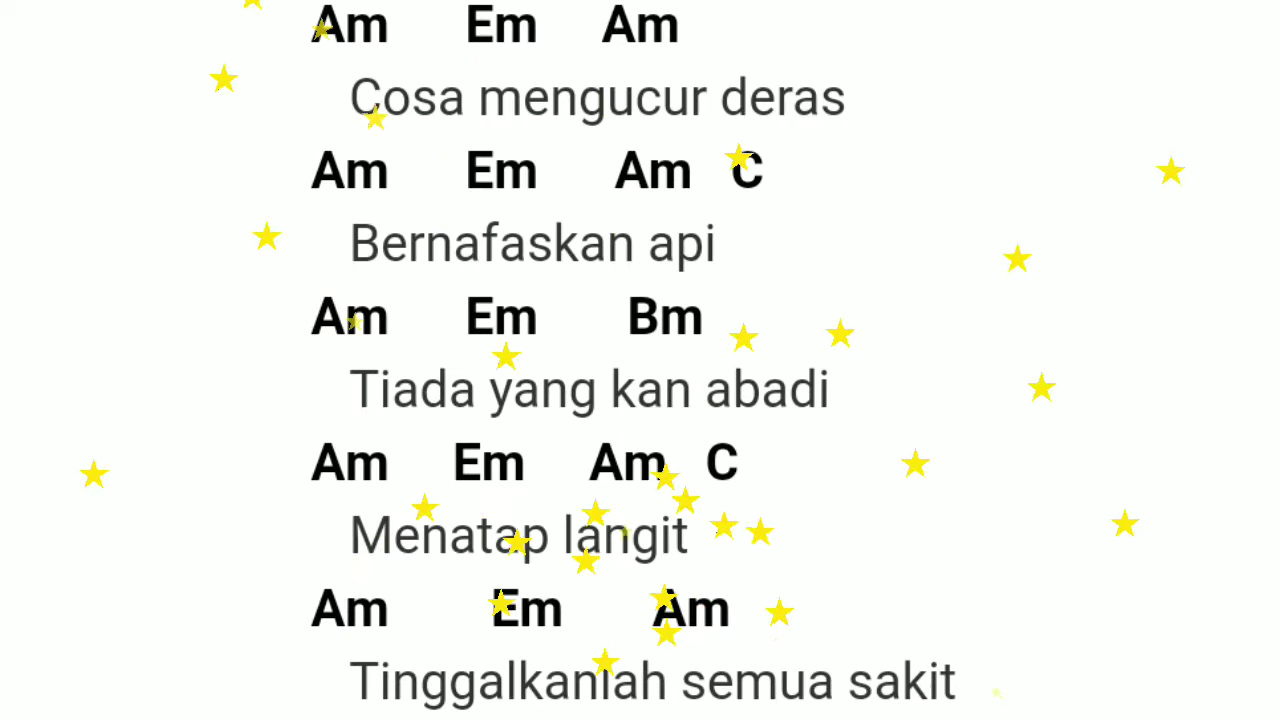 Am Em Am
Cosa mengucur deras
Am Em Am C
Bernafaskan api
Am Em Bm
Tiada yang kan abadi
Am Em Am C
Menatap langit
Am Em Am
Tinggalkanlah semua sakit